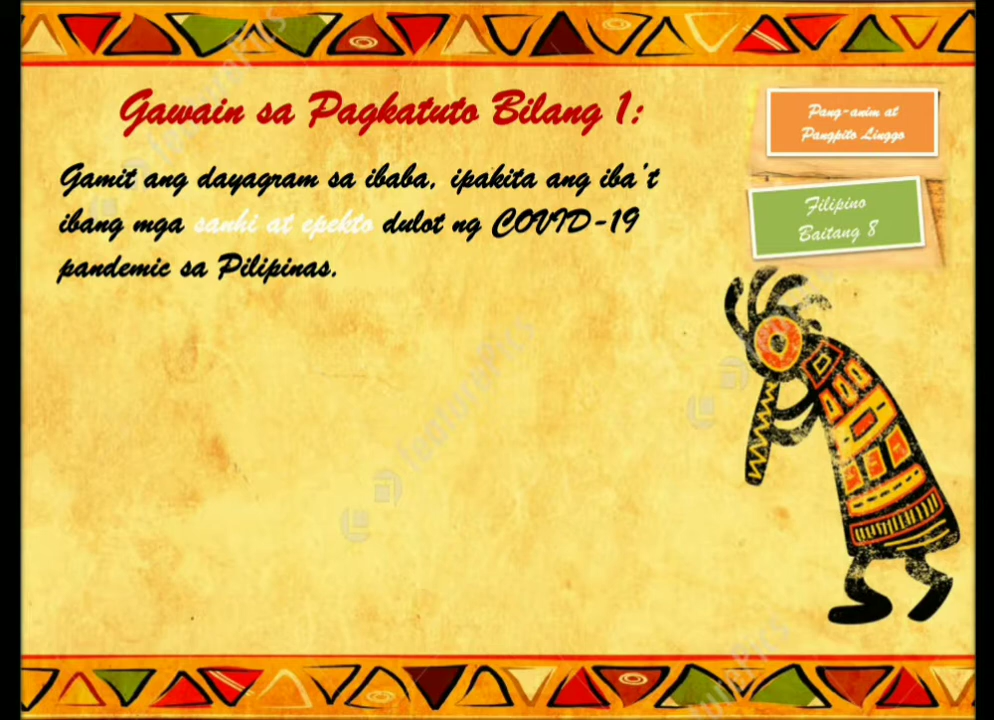 Gawain sa Pagkatuto Bilang 1:
Gamit ang dayagram sa ibaba, ipakita ang iba't
ibang mga sanhi at epekto dulot ng COVID-19
pandemic sa Pilipinas.
Pang-anim at
Pangpito Linggo
Filipino
Baitang 8
featurePics